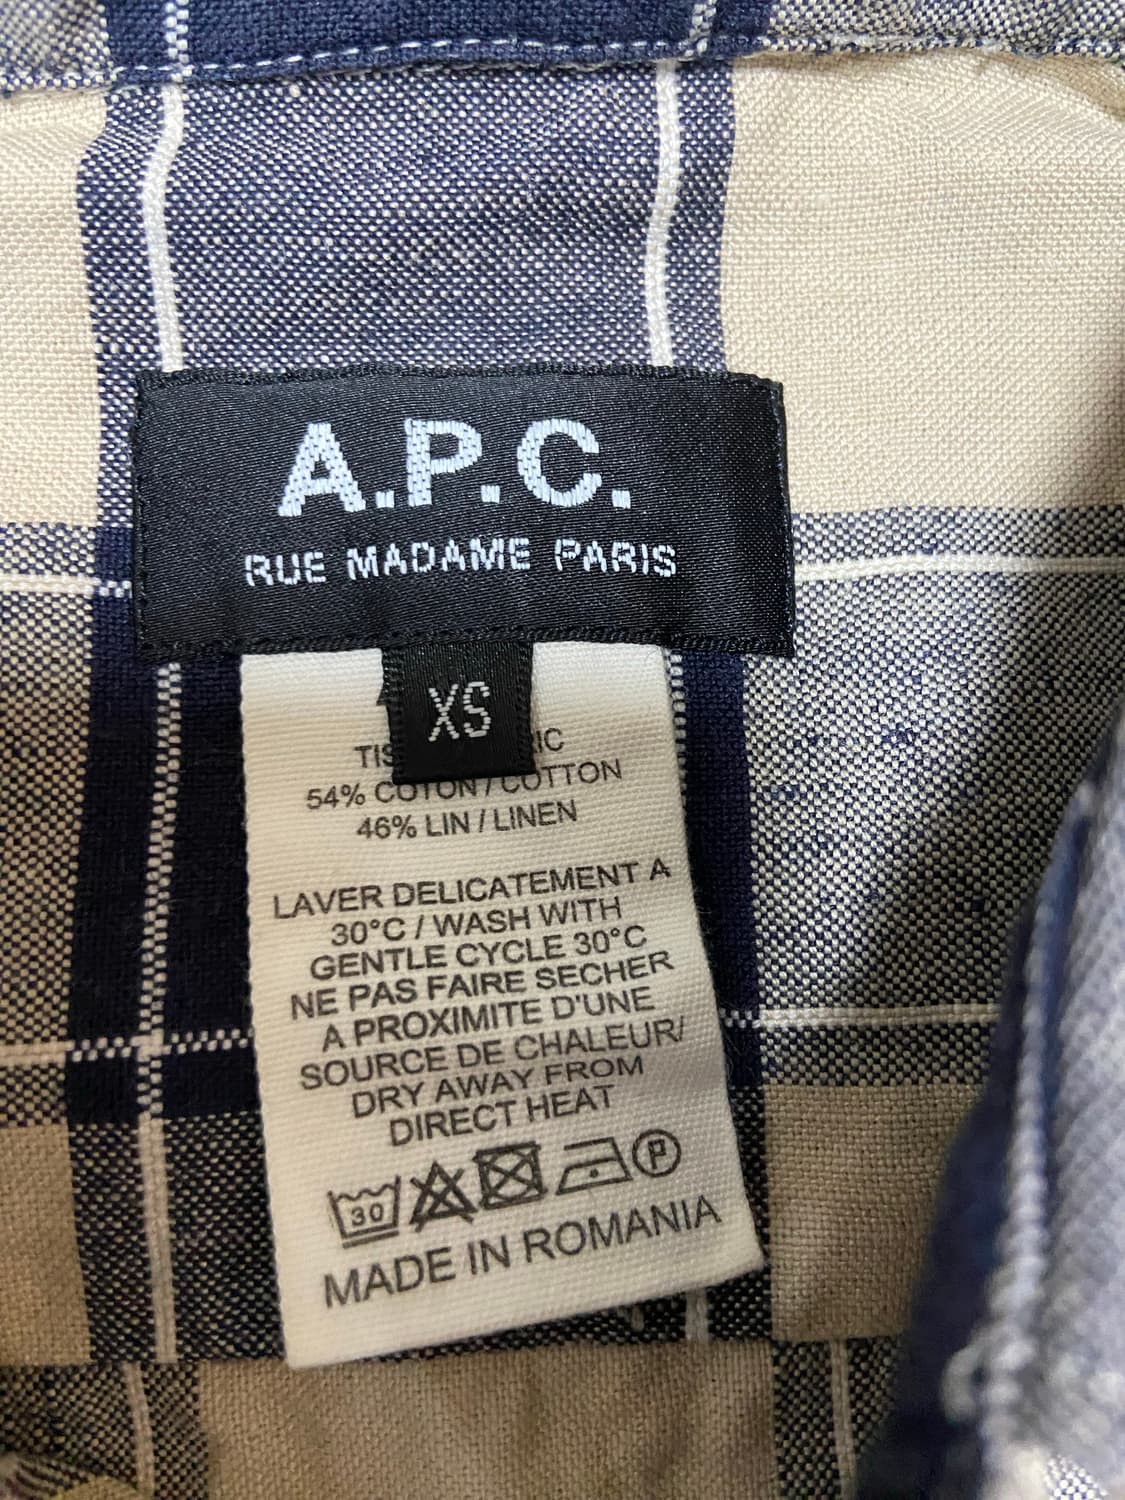 A.P.C.
RUE MADAME PARIS
XS
54% COTON / COTTON
46% LIN / LINEN
LAVER DELICATEMENT A
30°C / WASH WITH
GENTLE CYCLE 30°C
NE PAS FAIRE SECHER
A PROXIMITE D'UNE
SOURCE DE CHALEUR/
DRY AWAY FROM
DIRECT HEAT
30 P
MADE IN ROMANIA